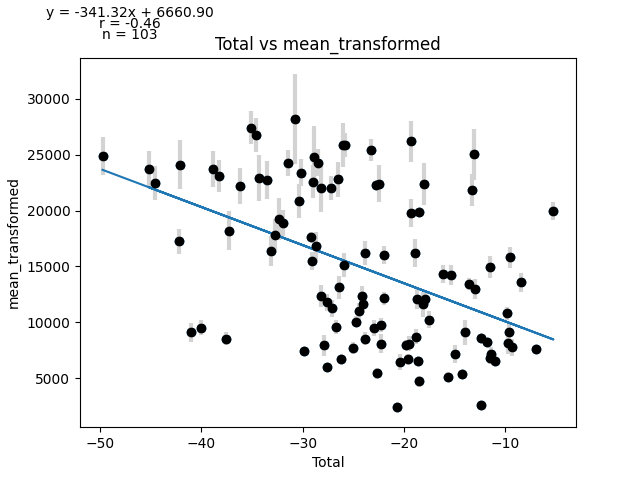 y = -341.32x + 6660.90
r = -0.46
n = 103
Total vs mean_transformed
30000
25000
20000
15000
10000
5000
mean_transformed
−50
−40
−30
−20
−10
Total